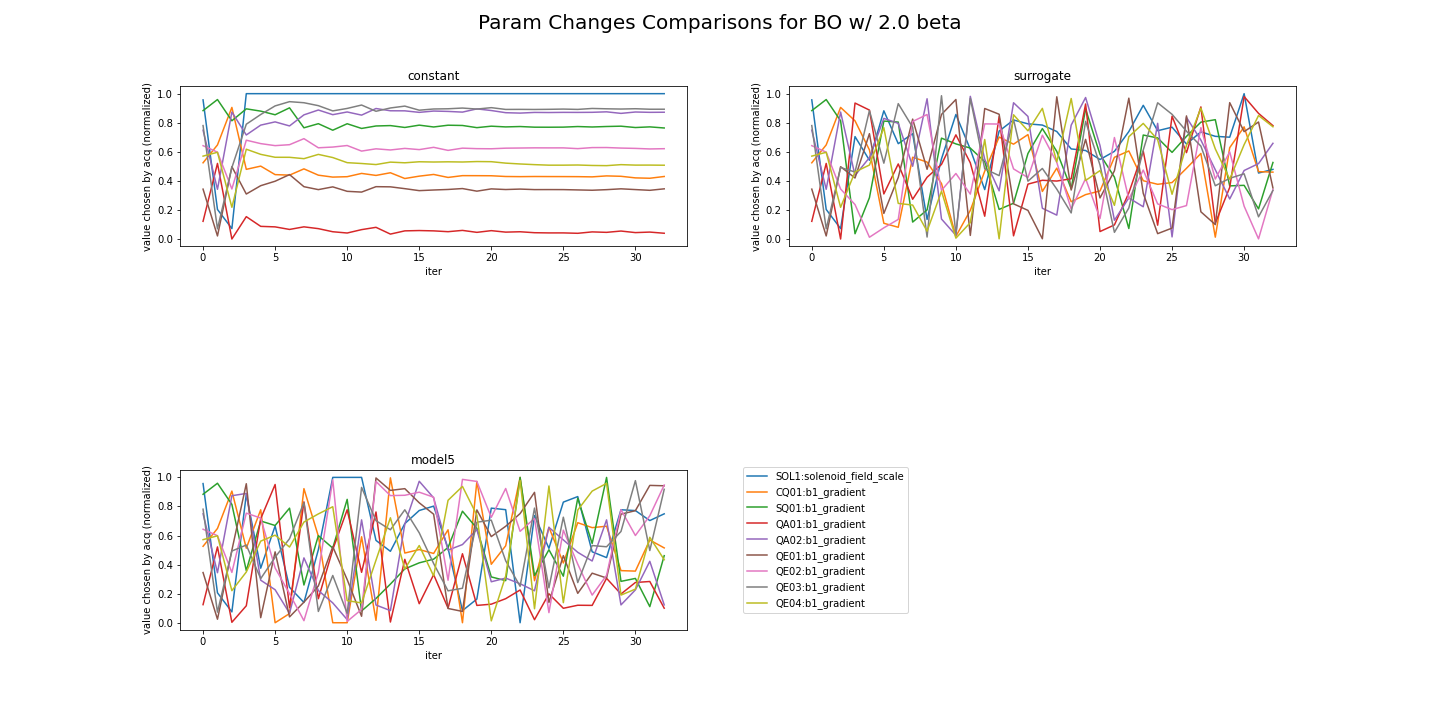 Param Changes Comparisons for BO w/ 2.0 beta
constant
value chosen by acq (normalized)
1.0
0.8
0.6
0.4
0.2
0.0
0 5 10 15 20 25 30
iter
surrogate
value chosen by acq (normalized)
1.0
0.8
0.6
0.4
0.2
0.0
0 5 10 15 20 25 30
iter
model5
value chosen by acq (normalized)
1.0
0.8
0.6
0.4
0.2
0.0
0 5 10 15 20 25 30
iter
SOL1:solenoid_field_scale
CQ01:b1_gradient
SQ01:b1_gradient
QA01:b1_gradient
QA02:b1_gradient
QE01:b1_gradient
QE02:b1_gradient
QE03:b1_gradient
QE04:b1_gradient